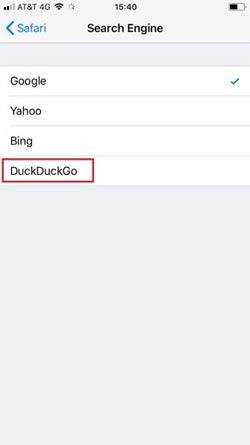 AT&T 4G 15:40
Safari Search Engine
Google
Yahoo
Bing
DuckDuckGo